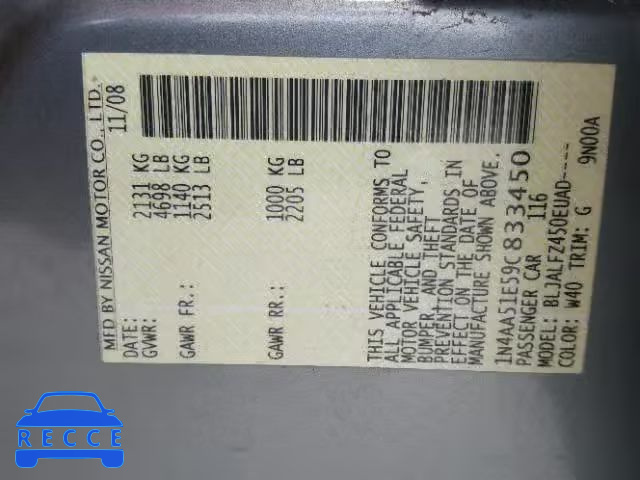 MFD BY NISSAN MOTOR CO., LTD.
DATE: 11/08
GVWR: 2131 KG
4698 LB
GAWR FR.: 1140 KG
2513 LB
GAWR RR.: 1000 KG
2205 LB
THIS VEHICLE CONFORMS TO
ALL APPLICABLE FEDERAL
MOTOR VEHICLE SAFETY,
BUMPER, AND THEFT
PREVENTION STANDARDS IN
EFFECT ON THE DATE OF
MANUFACTURE SHOWN ABOVE.
1N4AA51E59C833450
PASSENGER CAR 116
MODEL: BLJALFZ450EUAD----
COLOR: W40 TRIM: G 9N00A
RECCE